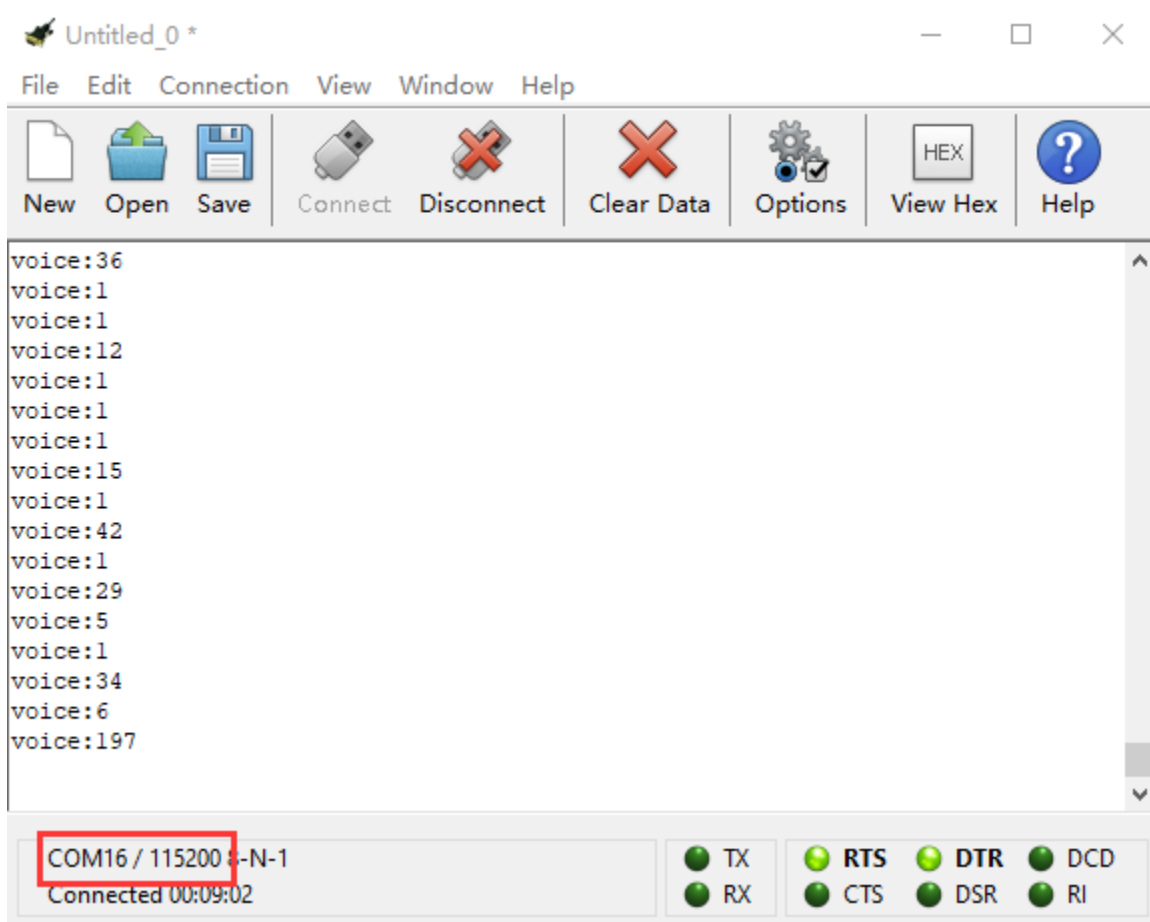 Untitled_0 *
File Edit Connection View Window Help
HEX
New Open Save Connect Disconnect Clear Data Options View Hex Help
voice:36
voice:1
voice:1
voice:12
voice:1
voice:1
voice:1
voice:15
voice:1
voice:42
voice:1
voice:29
voice:5
voice:1
voice:34
voice:6
voice:197
COM16 / 115200 8-N-1
Connected 00:09:02
TX RTS DTR DCD
RX CTS DSR RI